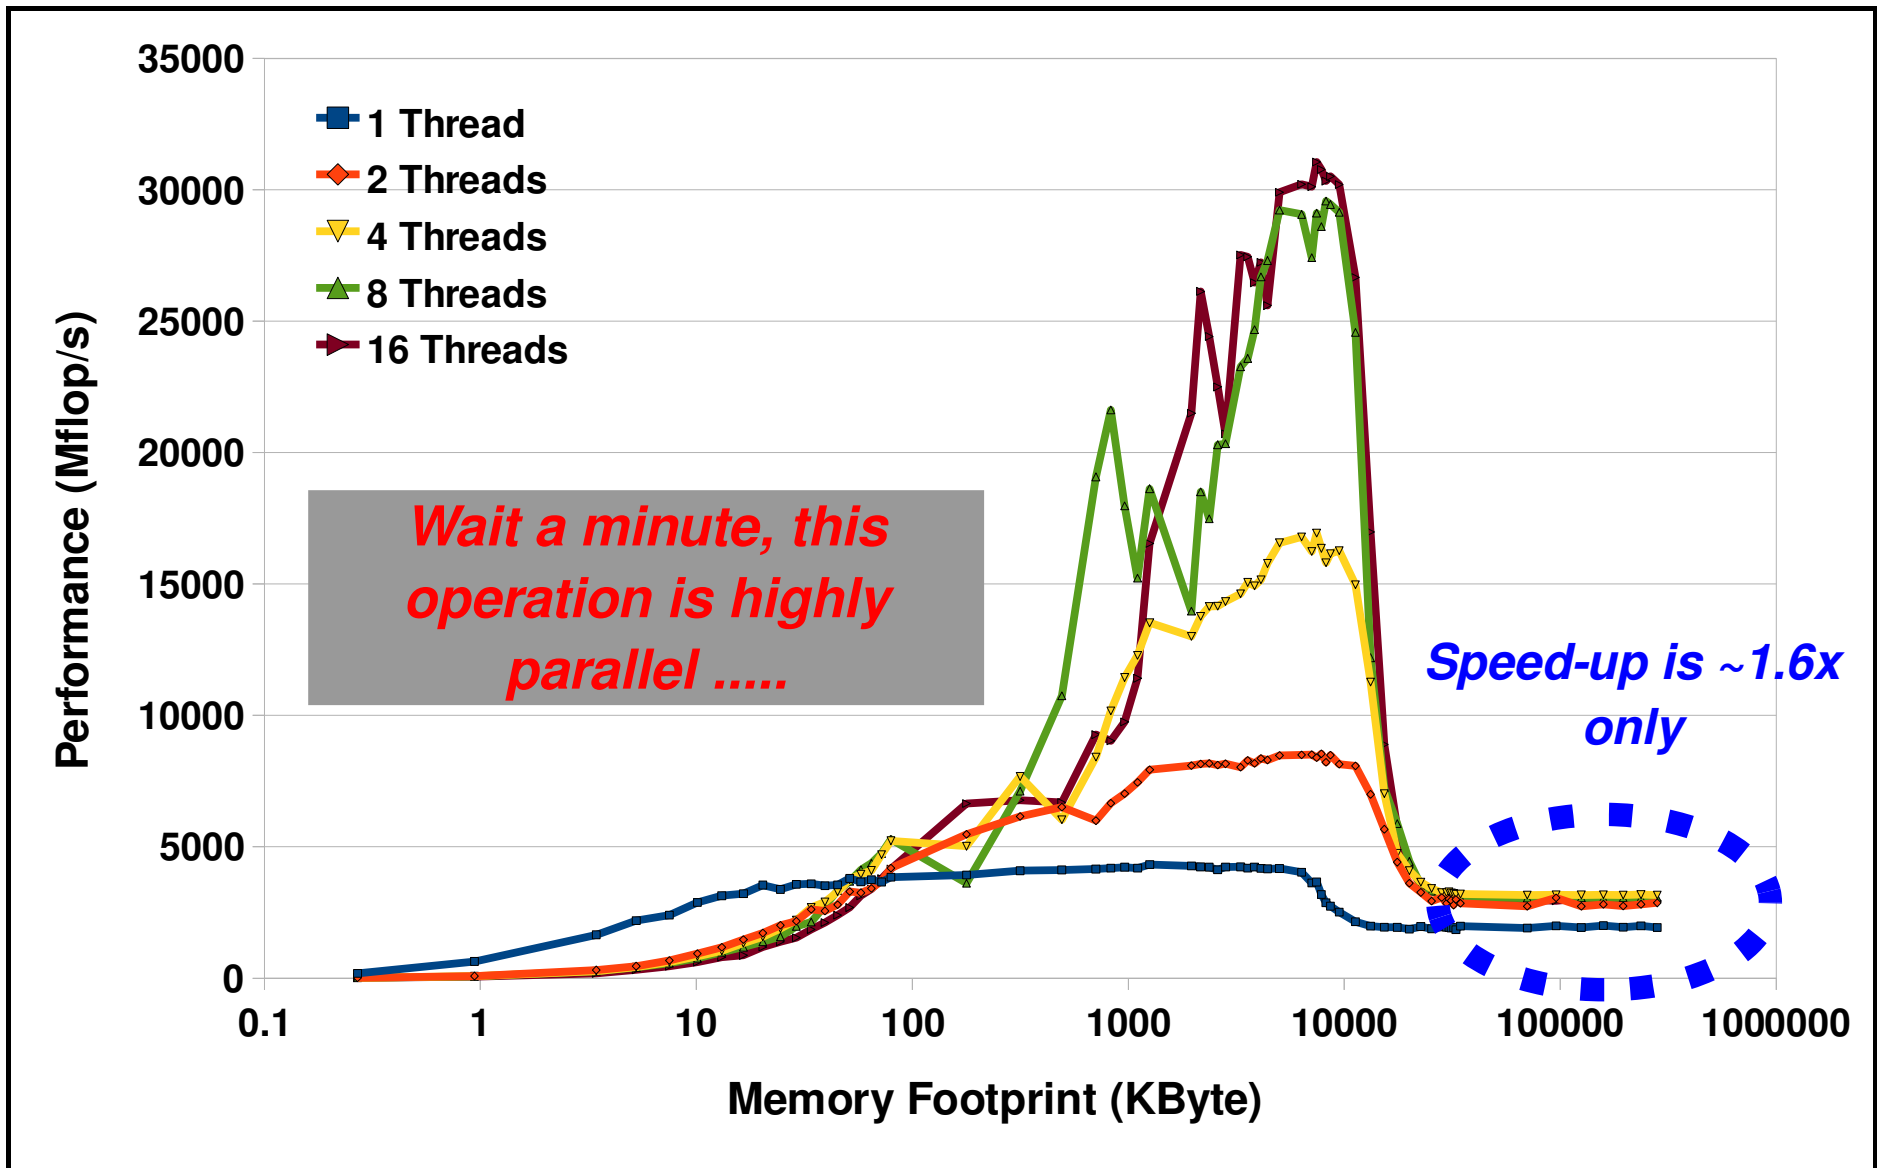 35000
30000
25000
20000
15000
10000
5000
0
Performance (Mflop/s)
1 Thread
2 Threads
4 Threads
8 Threads
16 Threads
Wait a minute, this
operation is highly
parallel .....
Speed-up is ~1.6x
only
0.1 1 10 100 1000 10000 100000 1000000
Memory Footprint (KByte)